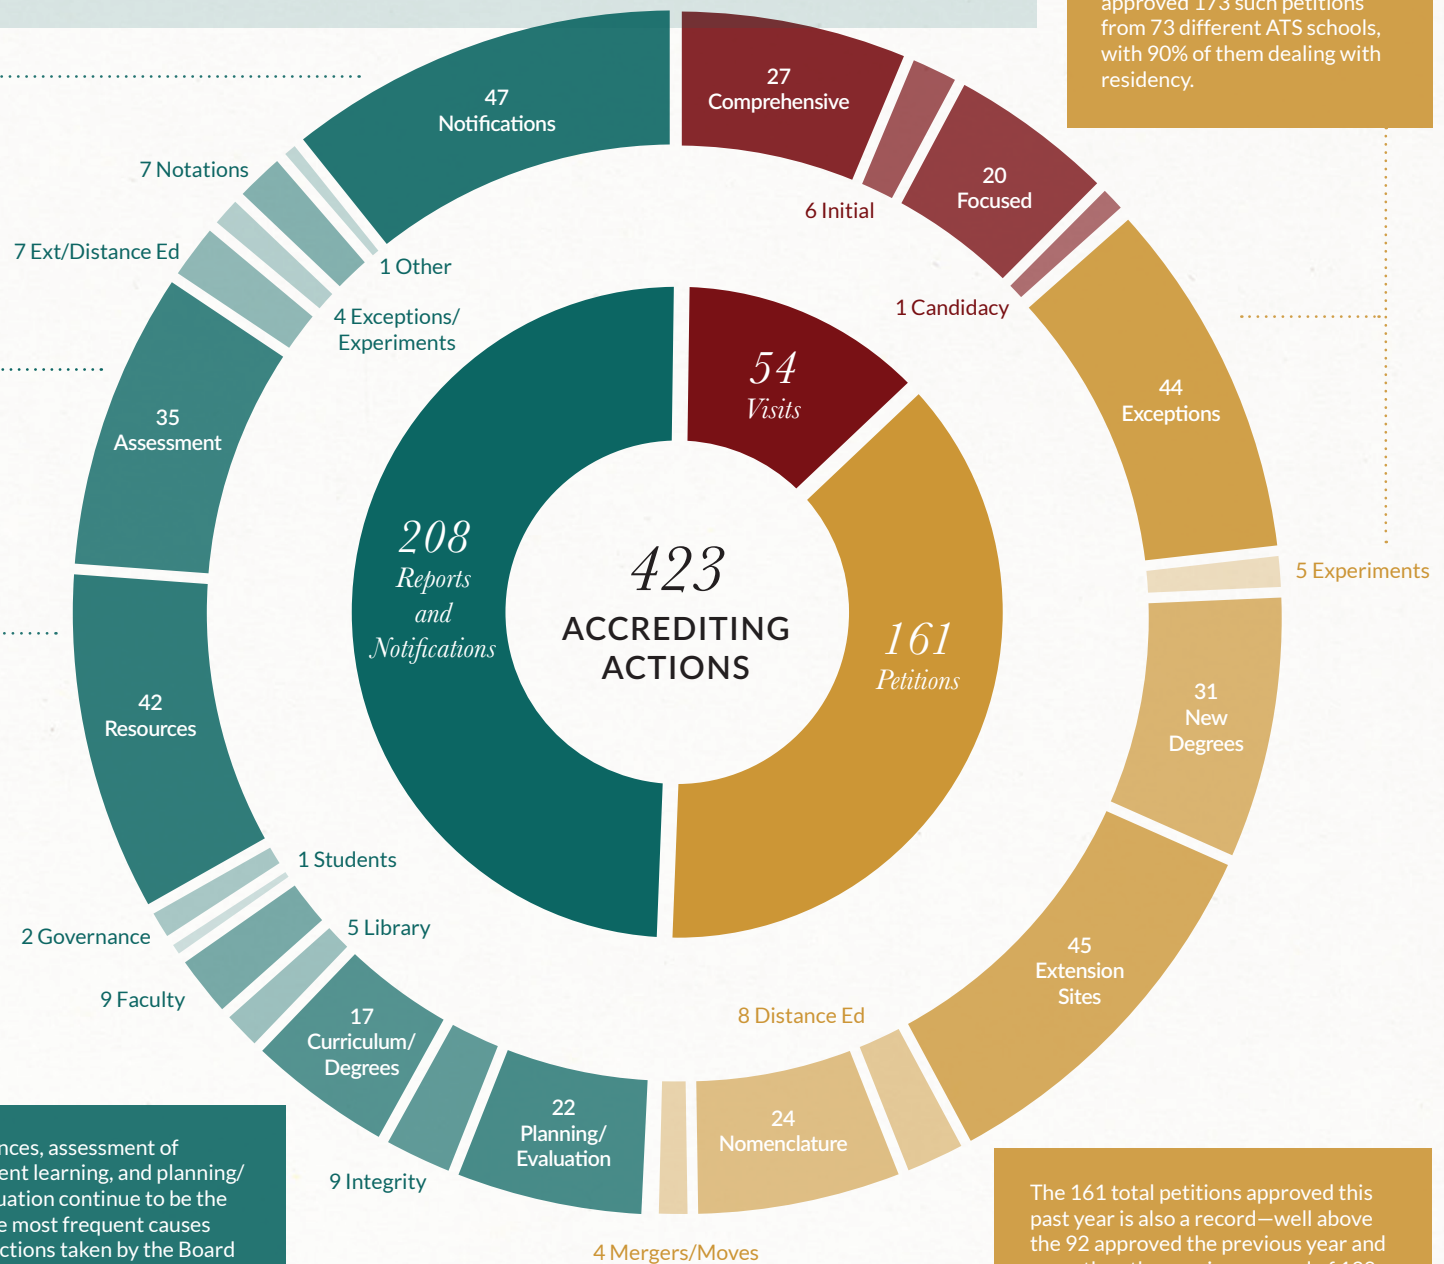 approved 173 such petitions
from 73 different ATS schools,
with 90% of them dealing with
residency.
47
Notifications
27
Comprehensive
6 Initial
20
Focused
1 Candidacy
7 Notations
7 Ext/Distance Ed
1 Other
4 Exceptions/
Experiments
35
Assessment
44
Exceptions
5 Experiments
54
Visits
208
Reports
and
Notifications
423
ACCREDITING
ACTIONS
161
Petitions
42
Resources
31
New
Degrees
1 Students
2 Governance
5 Library
9 Faculty
45
Extension
Sites
8 Distance Ed
17
Curriculum/
Degrees
22
Planning/
Evaluation
24
Nomenclature
9 Integrity
4 Mergers/Moves
nces, assessment of
ent learning, and planning/
uation continue to be the
e most frequent causes
ctions taken by the Board
The 161 total petitions approved this
past year is also a record—well above
the 92 approved the previous year and